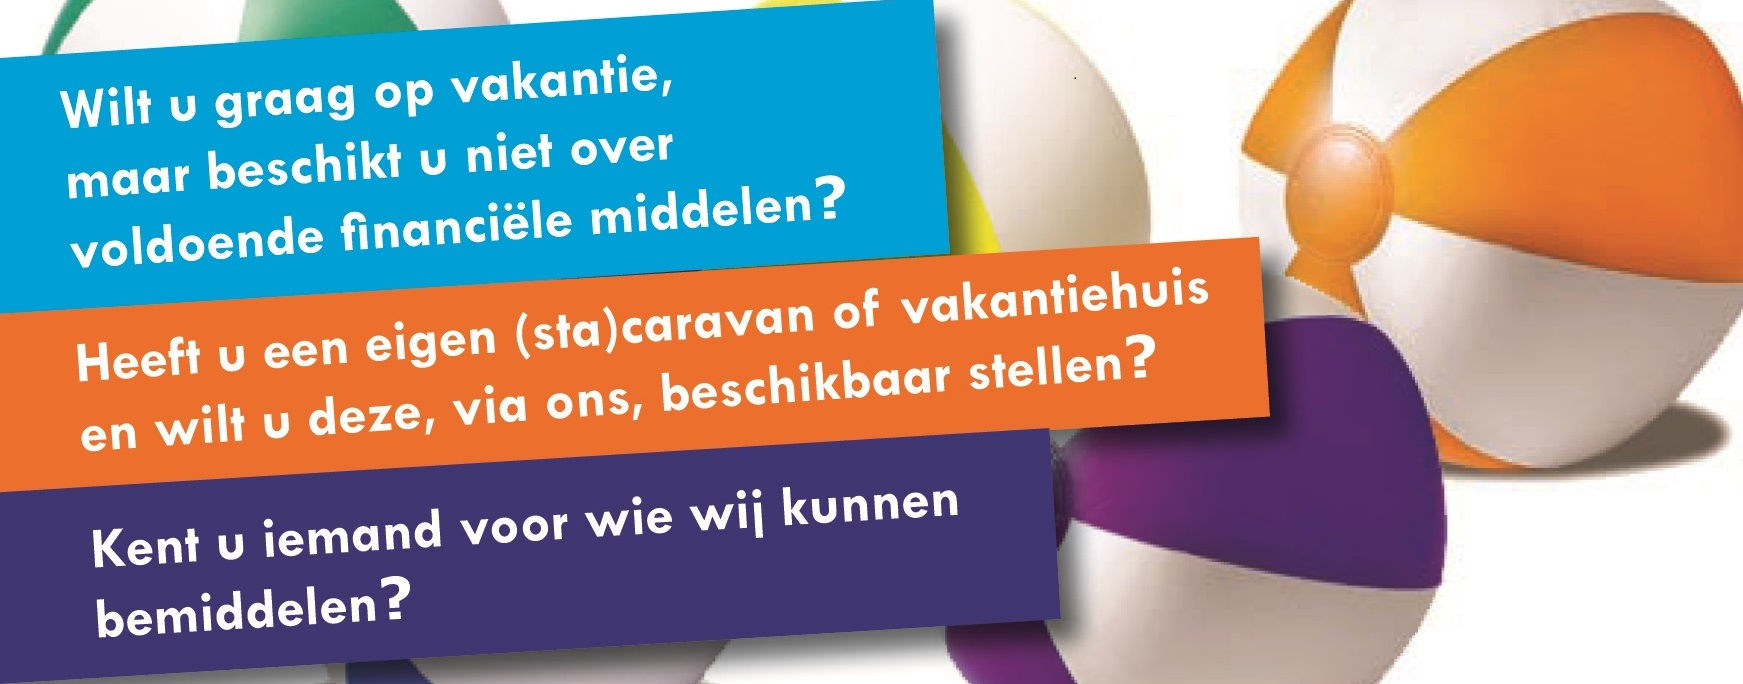 Wilt u graag op vakantie,
maar beschikt u niet over
voldoende financiële middelen?
Heeft u een eigen (sta)caravan of vakantiehuis
en wilt u deze, via ons, beschikbaar stellen?
Kent u iemand voor wie wij kunnen
bemiddelen?